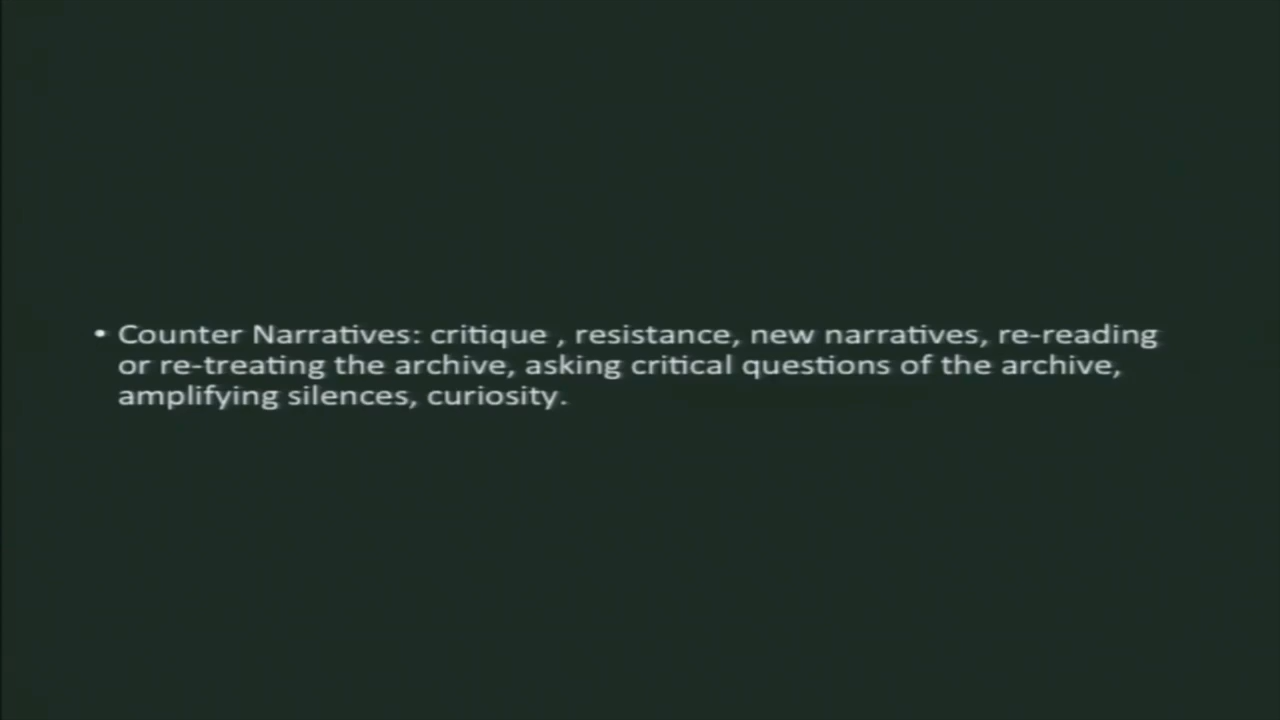 • Counter Narratives: critique , resistance, new narratives, re-reading
or re-treating the archive, asking critical questions of the archive,
amplifying silences, curiosity.